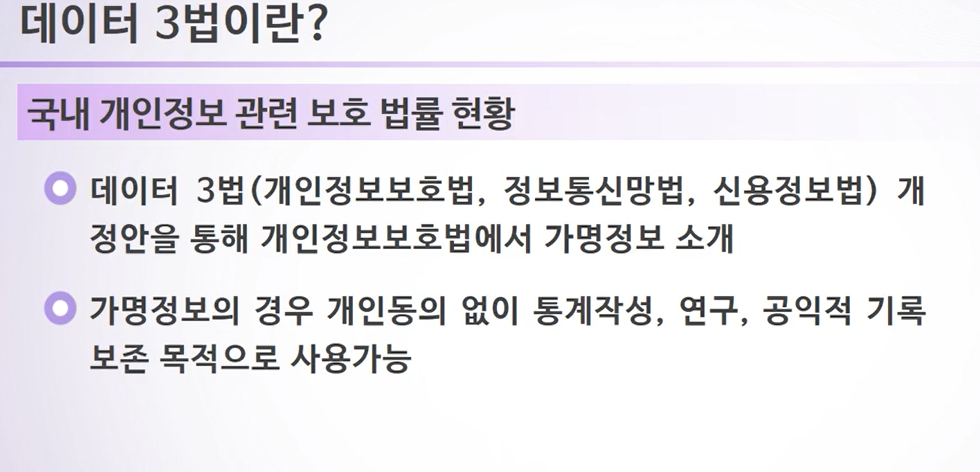 데이터 3법이란?
국내 개인정보 관련 보호 법률 현황
데이터 3법(개인정보보호법, 정보통신망법, 신용정보법) 개
정안을 통해 개인정보보호법에서 가명정보 소개
가명정보의 경우 개인동의 없이 통계작성, 연구, 공익적 기록
보존 목적으로 사용가능